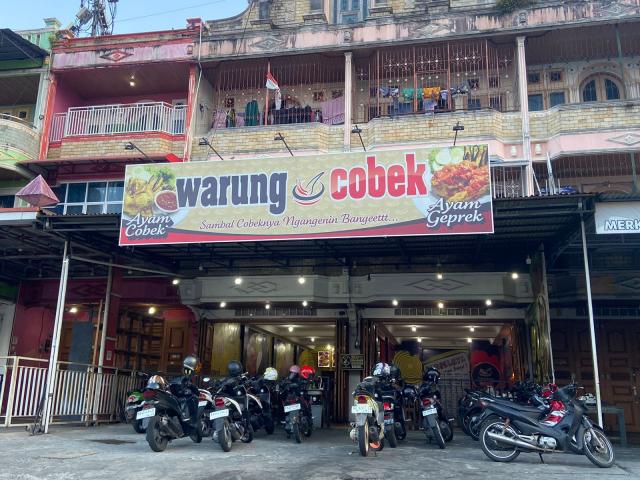 warung cobek
Ayam Cobek
Sambal Cobeknya Ngangenin Bangeettt...
Ayam Geprek
MERK